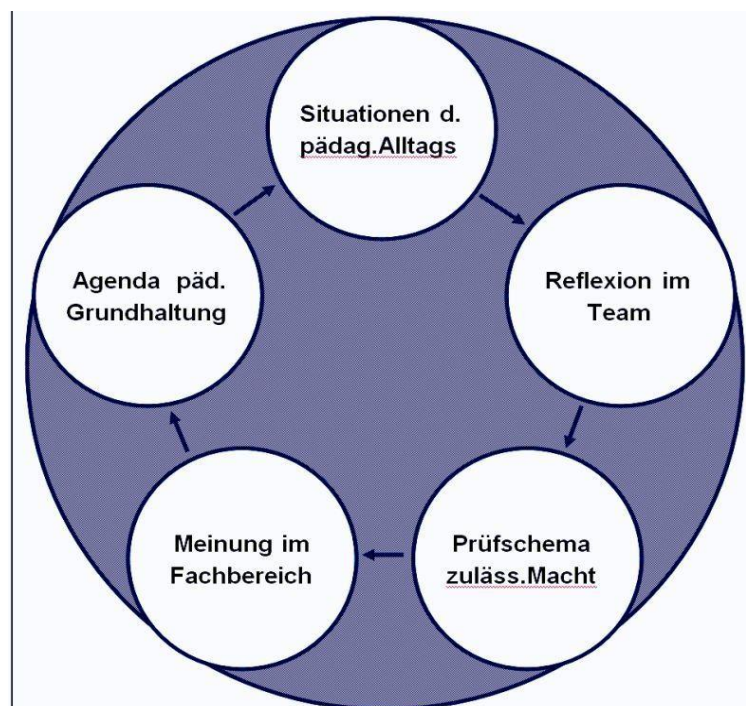 Situationen d.
pädag.Alltags
Reflexion im
Team
Prüfschema
zuläss.Macht
Meinung im
Fachbereich
Agenda päd.
Grundhaltung